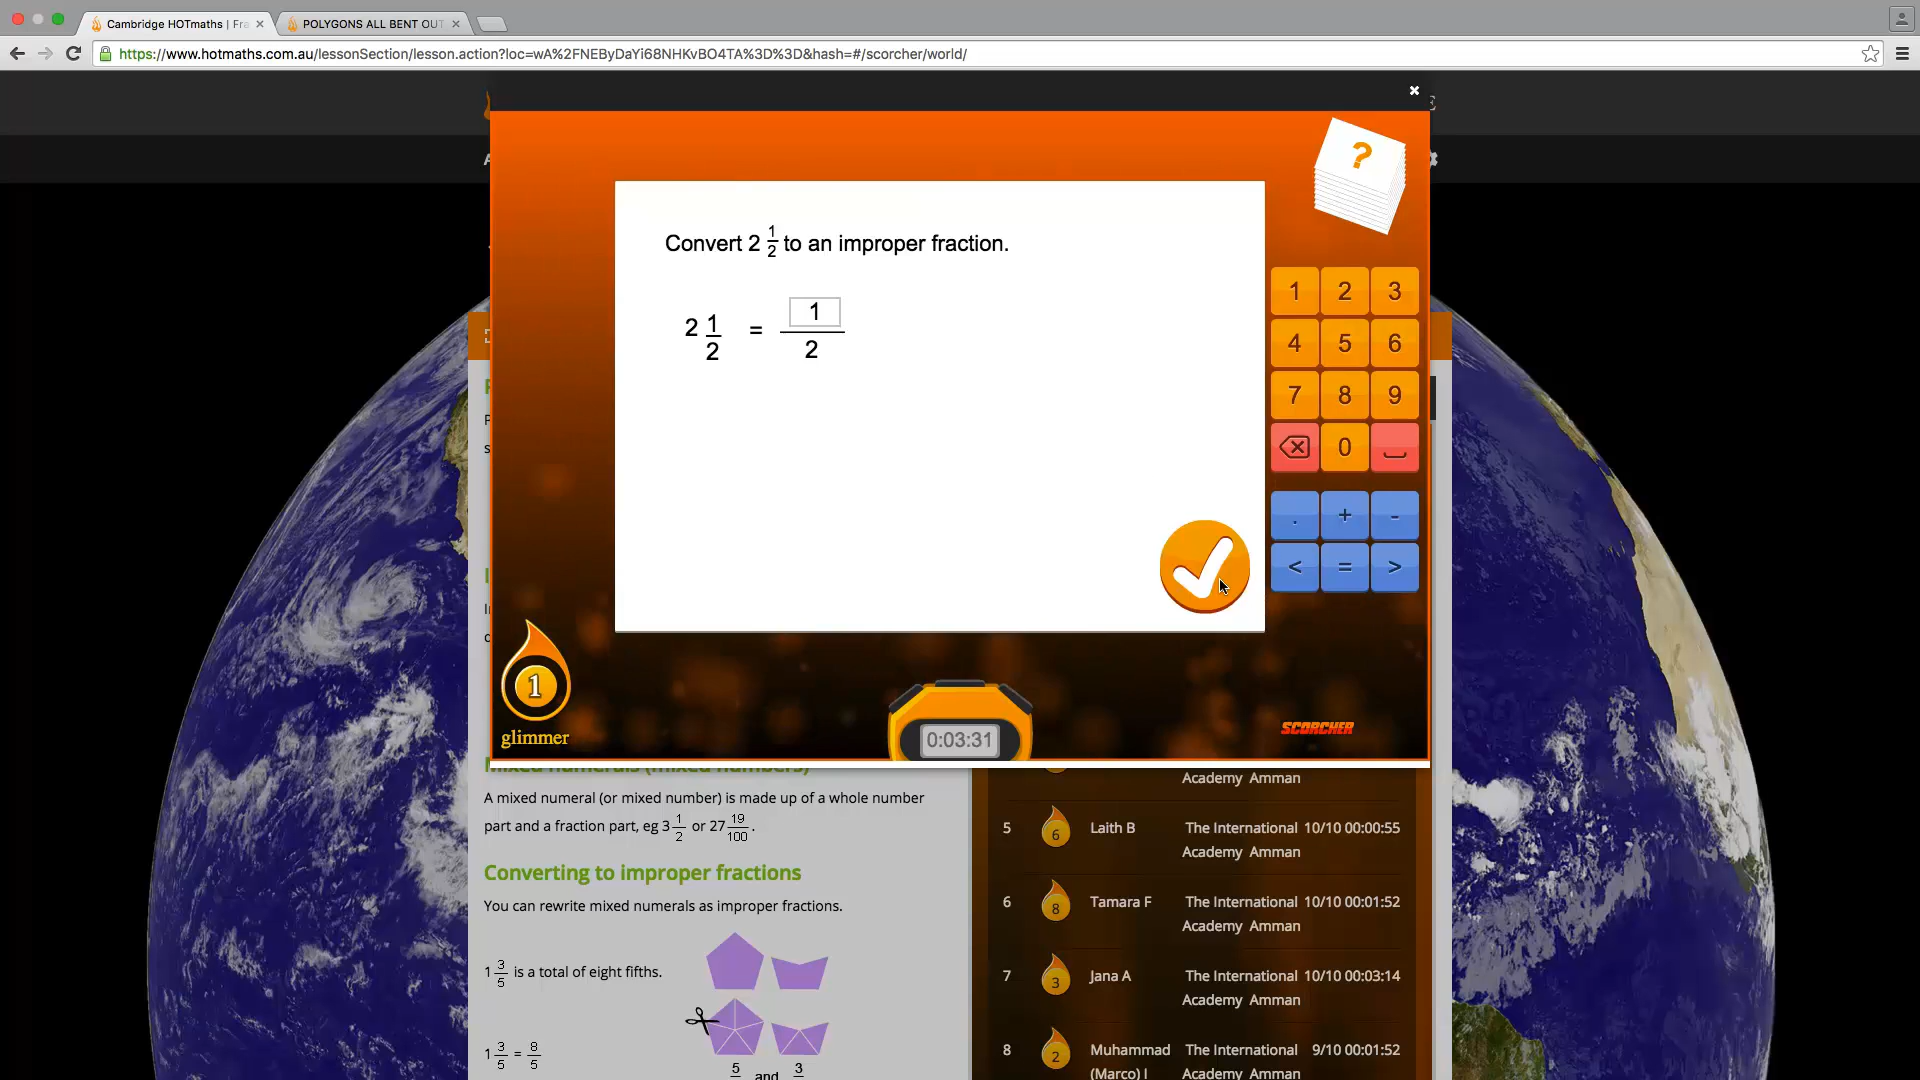 Cambridge HOTmaths | Fra
POLYGONS ALL BENT OUT
https://www.hotmaths.com.au/lessonSection/lesson.action?loc=wA%2FNEByDaYi68NHKvBO4TA%3D%3D&hash=#/scorcher/world/
?
Convert 2 1/2 to an improper fraction.
2 1/2 = 1/2
1 2 3
4 5 6
7 8 9
0
. + -
< = >
1
glimmer
0:03:31
SCORCHER
Mixed numerals (mixed numbers)
A mixed numeral (or mixed number) is made up of a whole number
part and a fraction part, eg 3 1/2 or 27 19/100.
Converting to improper fractions
You can rewrite mixed numerals as improper fractions.
1 3/5 is a total of eight fifths.
1 3/5 = 8/5
5 and 3
Academy Amman
5 6 Laith B The International 10/10 00:00:55
Academy Amman
6 8 Tamara F The International 10/10 00:01:52
Academy Amman
7 3 Jana A The International 10/10 00:03:14
Academy Amman
8 2 Muhammad The International 9/10 00:01:52
(Marco) I Academy Amman